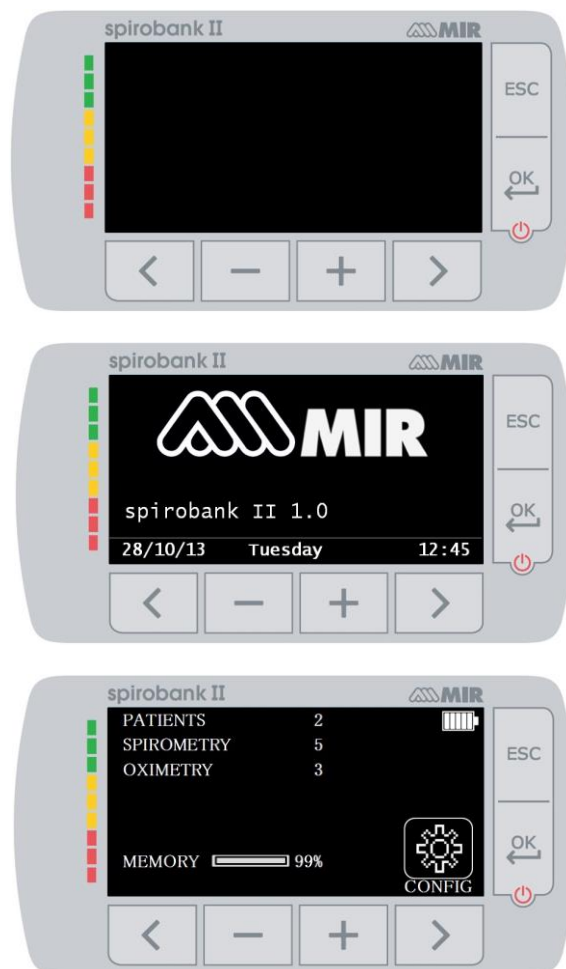 spirobank II MIR
ESC
OK
< - + >
spirobank II MIR
MIR
ESC
spirobank II 1.0
OK
28/10/13 Tuesday 12:45
< - + >
spirobank II MIR
PATIENTS 2
SPIROMETRY 5
ESC
OXIMETRY 3
OK
MEMORY 99%
CONFIG
< - + >